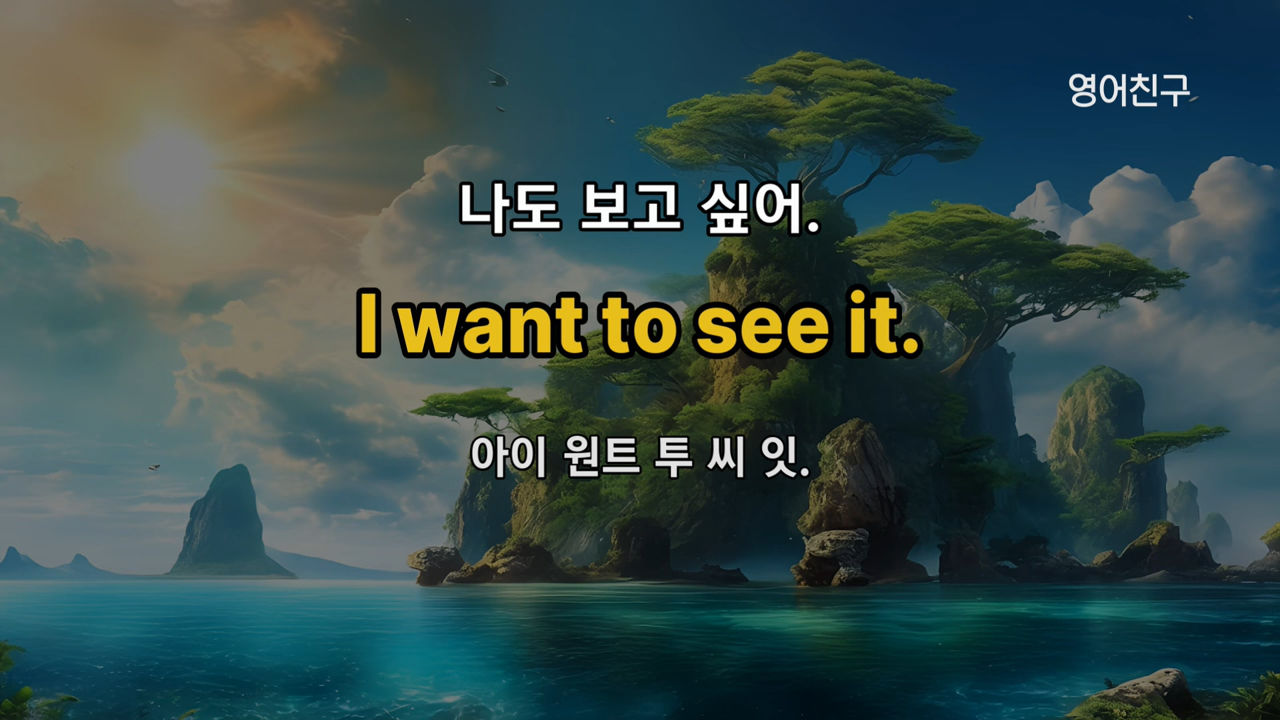 영어친구
나도 보고 싶어.
I want to see it.
아이 원트 투 씨 잇.